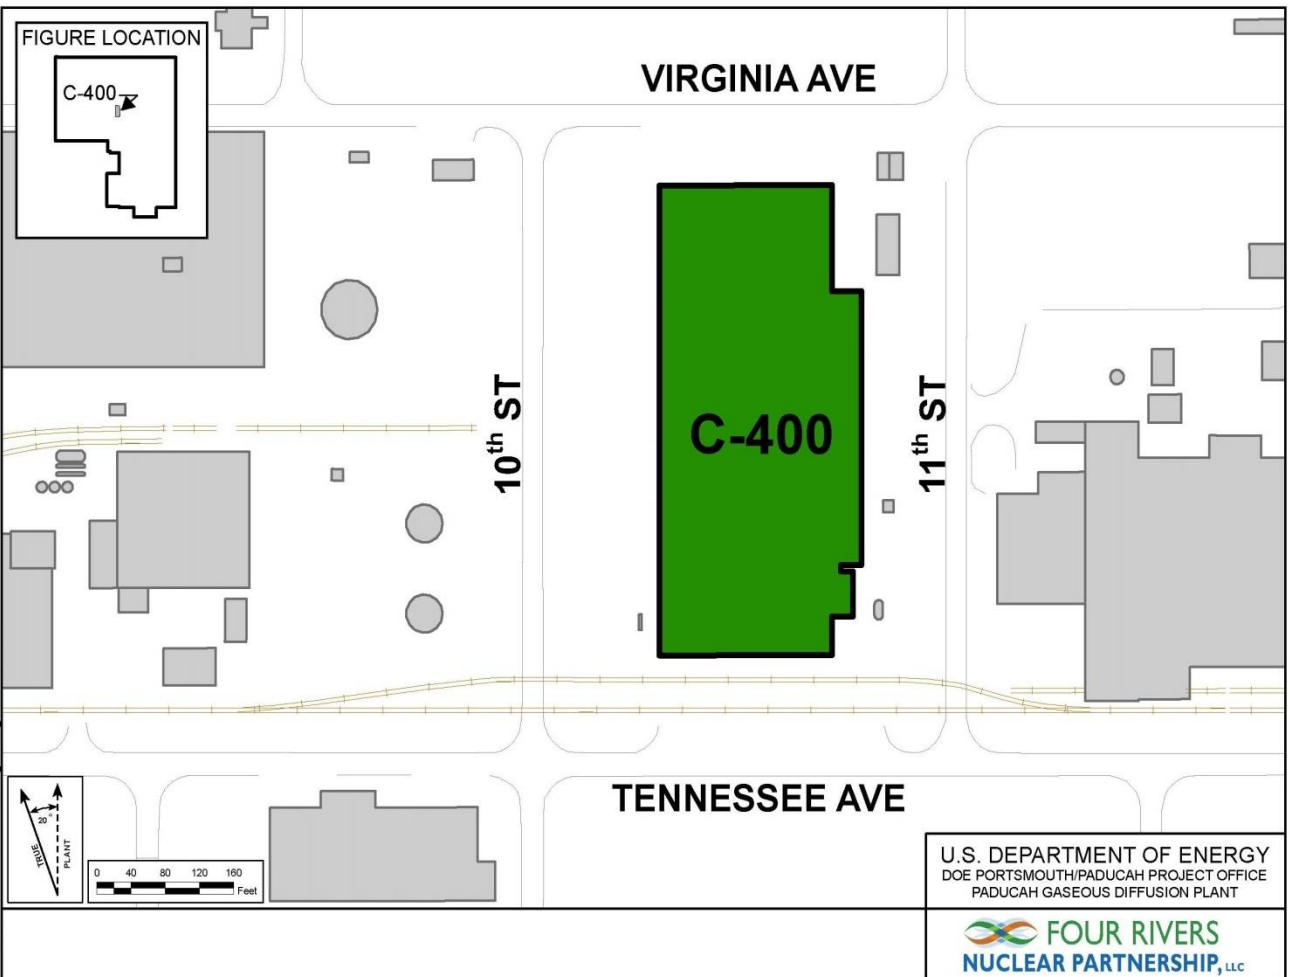 FIGURE LOCATION
C-400
VIRGINIA AVE
10th ST
C-400
11th ST
TENNESSEE AVE
20°
TRUE
PLANT
0 40 80 120 160
Feet
U.S. DEPARTMENT OF ENERGY
DOE PORTSMOUTH/PADUCAH PROJECT OFFICE
PADUCAH GASEOUS DIFFUSION PLANT
FOUR RIVERS
NUCLEAR PARTNERSHIP, LLC